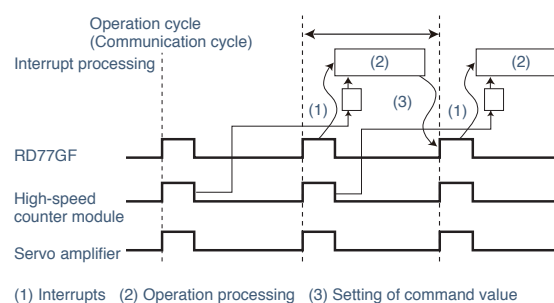 Operation cycle
(Communication cycle)
Interrupt processing
(2)
(2)
(1)
(3)
(1)
RD77GF
High-speed
counter module
Servo amplifier
(1) Interrupts (2) Operation processing (3) Setting of command value